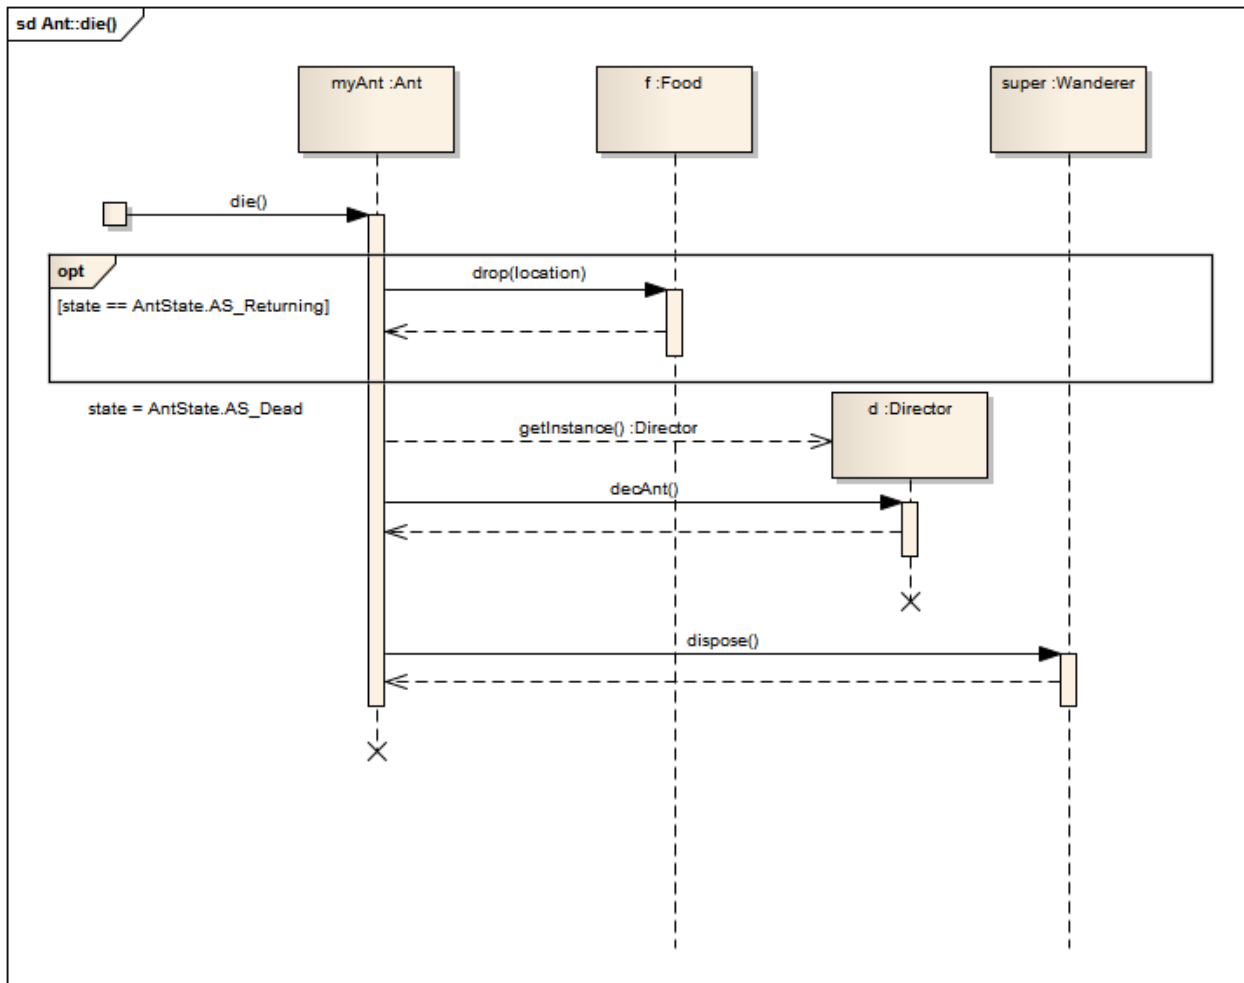 sd Ant::die()
myAnt :Ant
f :Food
super :Wanderer
die()
opt
drop(location)
[state == AntState.AS_Returning]
state = AntState.AS_Dead
d :Director
getInstance() :Director
decAnt()
dispose()